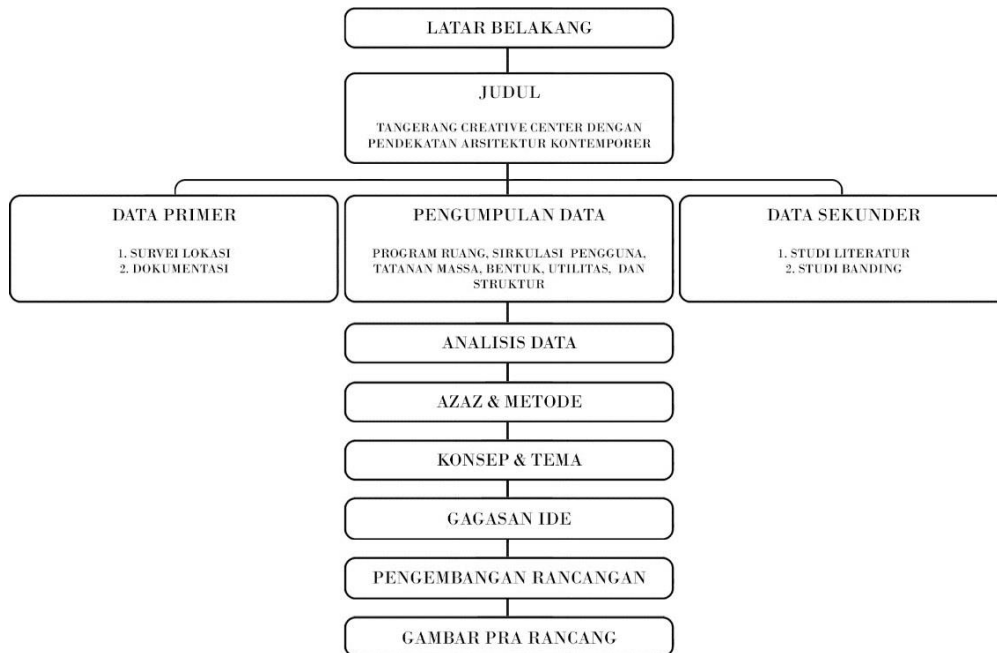 LATAR BELAKANG
JUDUL
TANGERANG CREATIVE CENTER DENGAN
PENDEKATAN ARSITEKTUR KONTEMPORER
DATA PRIMER
1. SURVEI LOKASI
2. DOKUMENTASI
PENGUMPULAN DATA
PROGRAM RUANG, SIRKULASI PENGGUNA,
TATANAN MASSA, BENTUK, UTILITAS, DAN
STRUKTUR
DATA SEKUNDER
1. STUDI LITERATUR
2. STUDI BANDING
ANALISIS DATA
AZAZ & METODE
KONSEP & TEMA
GAGASAN IDE
PENGEMBANGAN RANCANGAN
GAMBAR PRA RANCANG